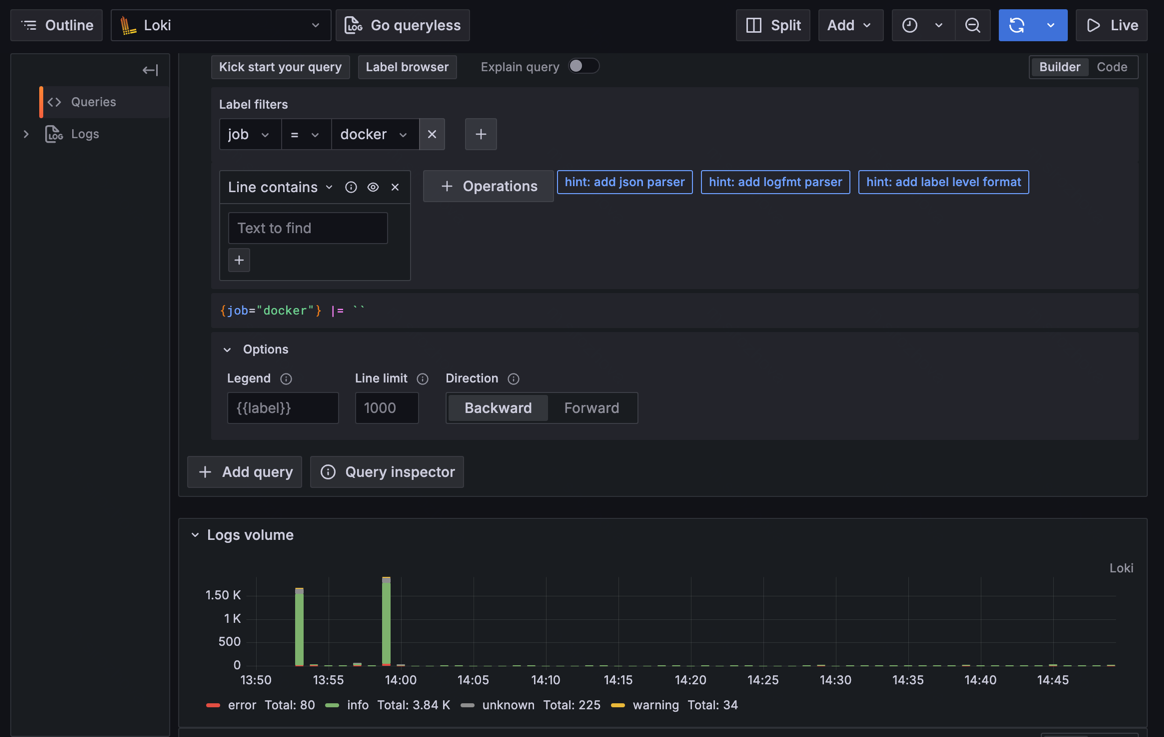 Outline Loki Go queryless Split Add Live
Kick start your query Label browser Explain query Builder Code
Queries
Logs
Label filters
job = docker
Line contains Operations hint: add json parser hint: add logfmt parser hint: add label level format
Text to find
{job="docker"} |= ``
Options
Legend Line limit Direction
{{label}} 1000 Backward Forward
Add query Query inspector
Logs volume
Loki
1.50 K
1 K
500
0
13:50 13:55 14:00 14:05 14:10 14:15 14:20 14:25 14:30 14:35 14:40 14:45
error Total: 80 info Total: 3.84 K unknown Total: 225 warning Total: 34